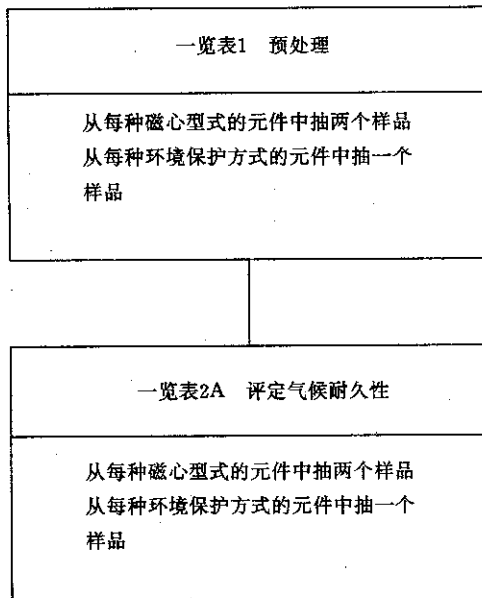 一览表1 预处理
从每种磁心型式的元件中抽两个样品
从每种环境保护方式的元件中抽一个
样品
一览表2A 评定气候耐久性
从每种磁心型式的元件中抽两个样品
从每种环境保护方式的元件中抽一个
样品